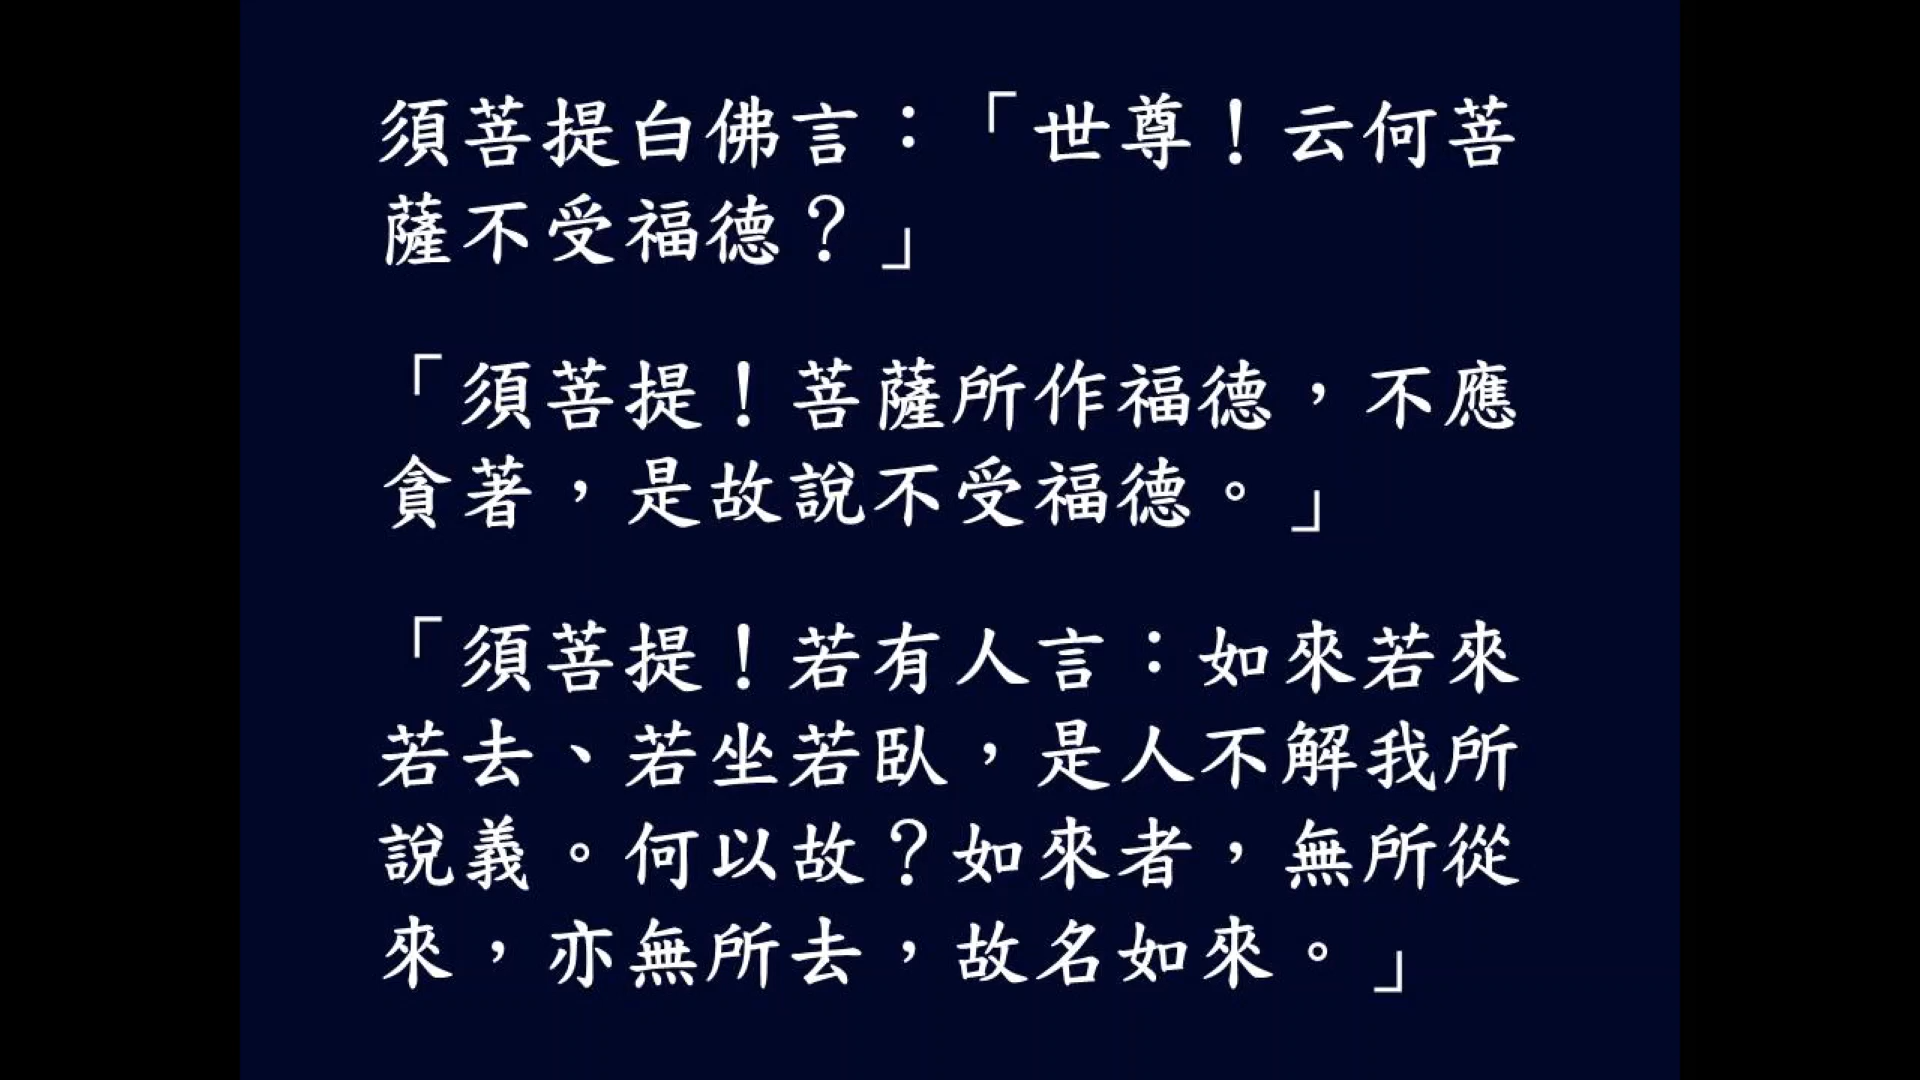 須菩提白佛言：「世尊！云何菩
薩不受福德？」
「須菩提！菩薩所作福德，不應
貪著，是故說不受福德。」
「須菩提！若有人言：如來若來
若去、若坐若臥，是人不解我所
說義。何以故？如來者，無所從
來，亦無所去，故名如來。」